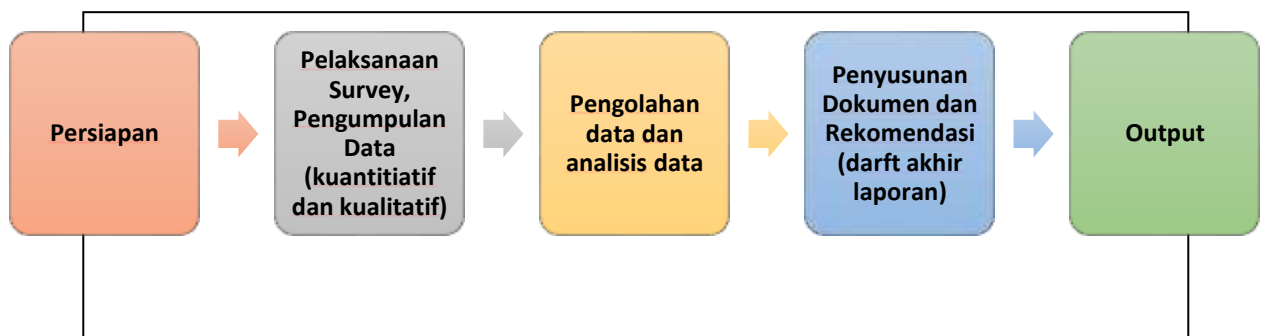 Persiapan
Pelaksanaan
Survey,
Pengumpulan
Data
(kuantitiatif
dan kualitatif)
Pengolahan
data dan
analisis data
Penyusunan
Dokumen dan
Rekomendasi
(darft akhir
laporan)
Output